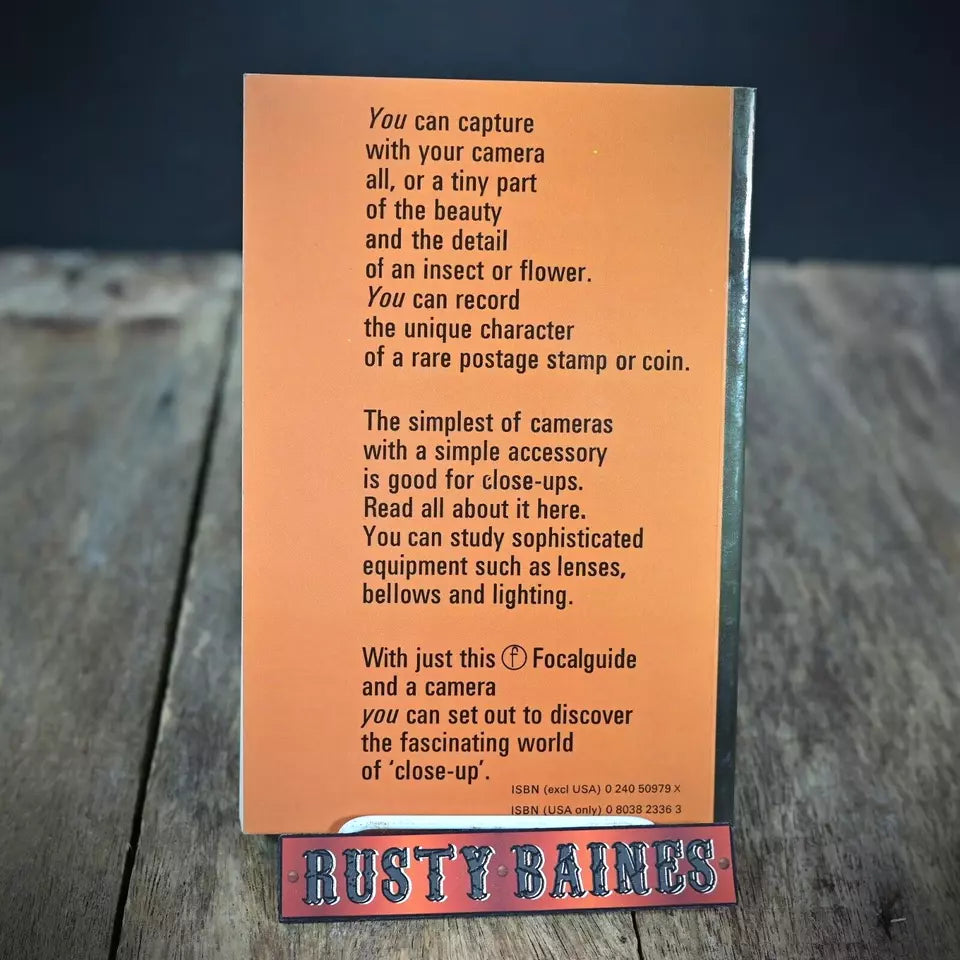 You can capture
with your camera
all, or a tiny part
of the beauty
and the detail
of an insect or flower.
You can record
the unique character
of a rare postage stamp or coin.
The simplest of cameras
with a simple accessory
is good for close-ups.
Read all about it here.
You can study sophisticated
equipment such as lenses,
bellows and lighting.
With just this f Focalguide
and a camera
you can set out to discover
the fascinating world
of ‘close-up’.
ISBN (excl USA) 0 240 50979 X
ISBN (USA only) 0 8038 2336 3
RUSTY BAINES